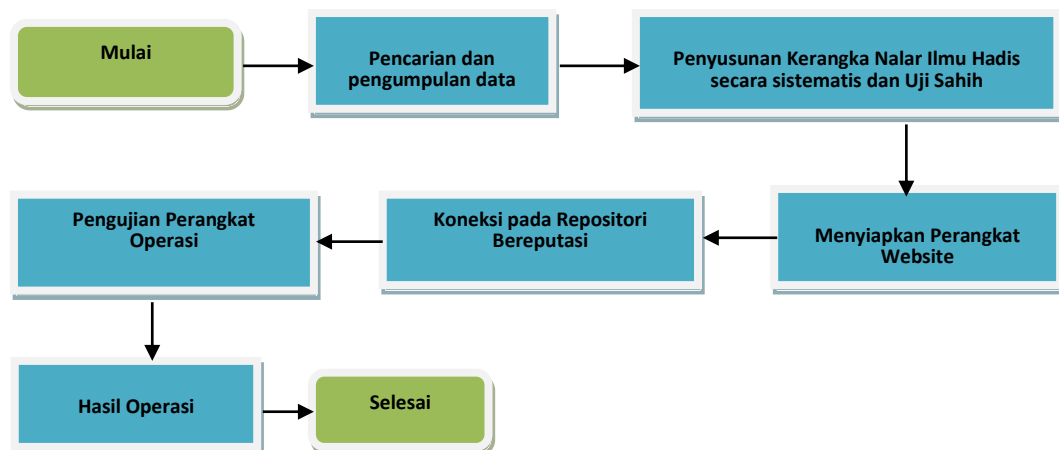 Mulai
Pencarian dan
pengumpulan data
Penyusunan Kerangka Nalar Ilmu Hadis
secara sistematis dan Uji Sahih
Menyiapkan Perangkat
Website
Koneksi pada Repositori
Bereputasi
Pengujian Perangkat
Operasi
Hasil Operasi
Selesai